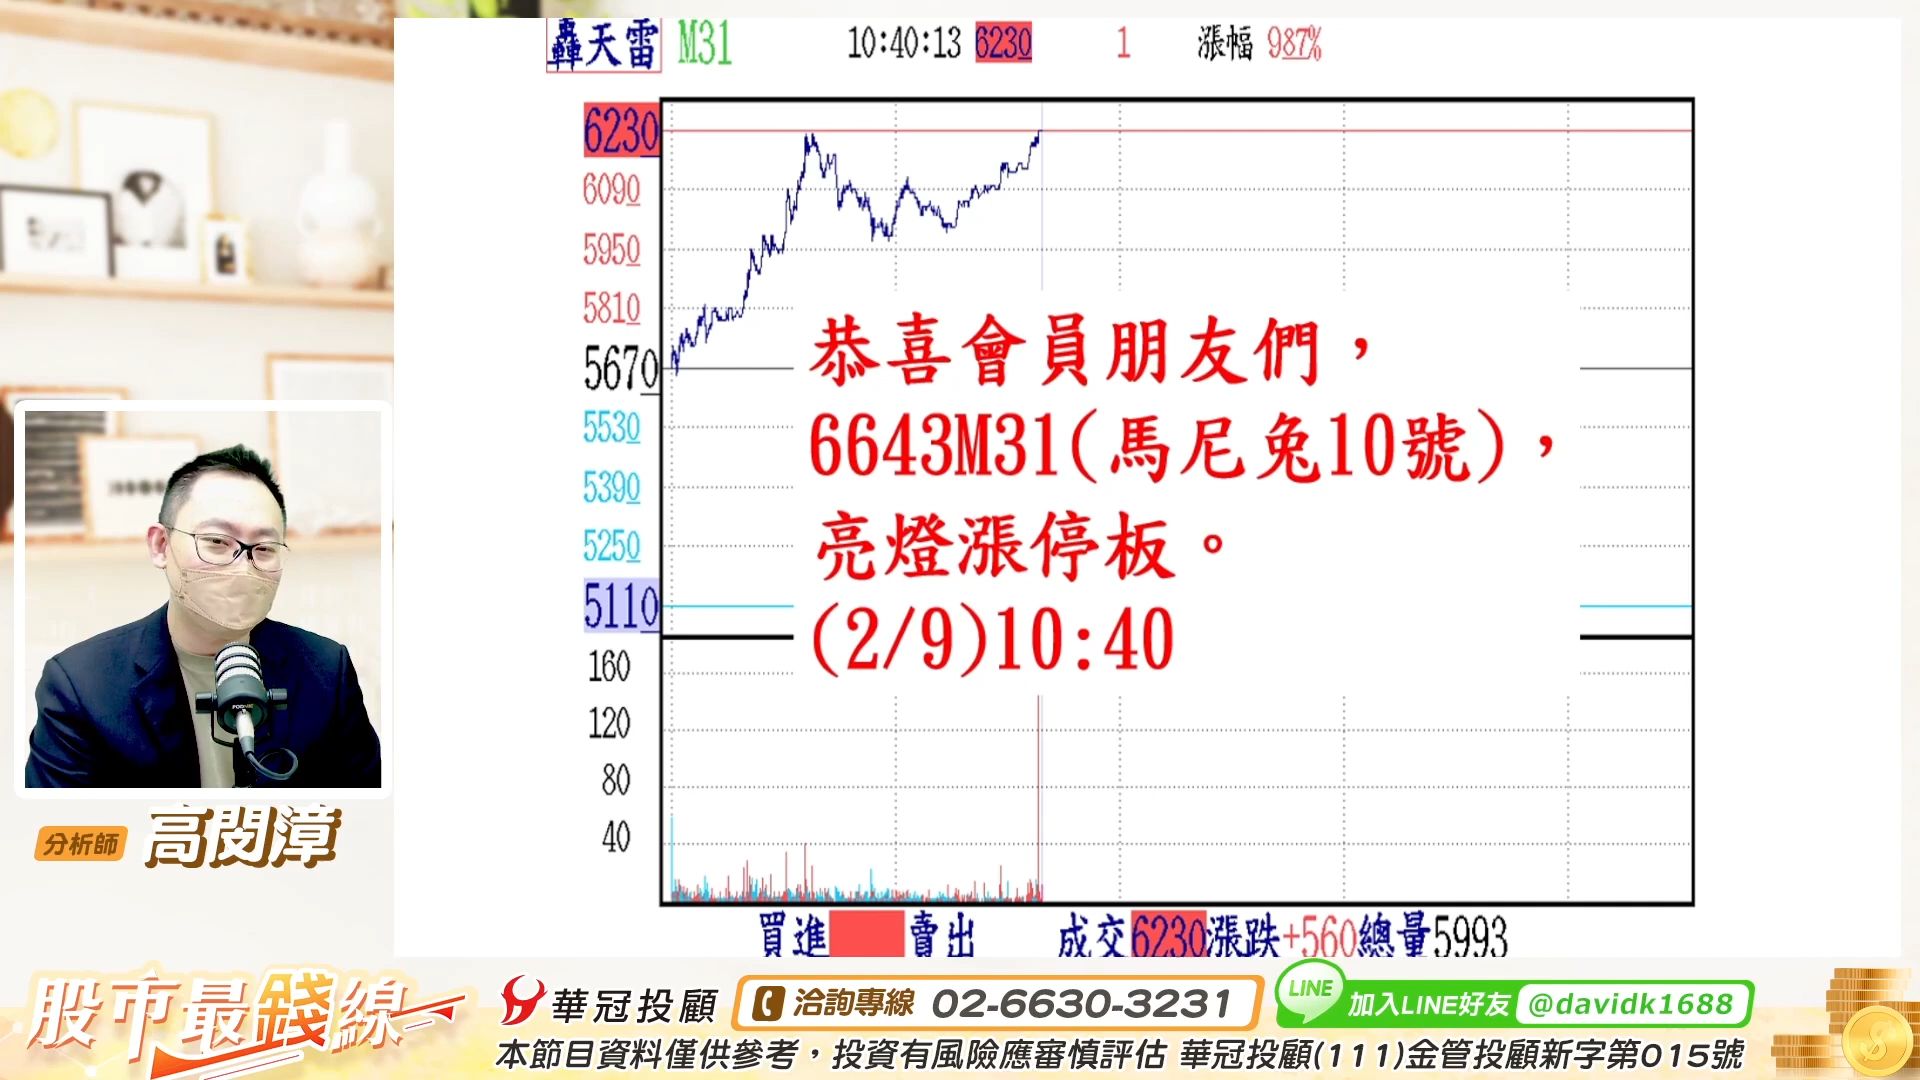 轟天雷 M31 10:40:13 6230 1 漲幅 987%
6230
6090
5950
5810
5670
5530
5390
5250
5110
160
120
80
40
恭喜會員朋友們，
6643M31(馬尼兔10號)，
亮燈漲停板。
(2/9)10:40
買進 賣出 成交6230漲跌+560總量5993
分析師 高閔漳
股市最錢線
華冠投顧 洽詢專線 02-6630-3231
LINE 加入LINE好友 @davidk1688
本節目資料僅供參考，投資有風險應審慎評估 華冠投顧(111)金管投顧新字第015號